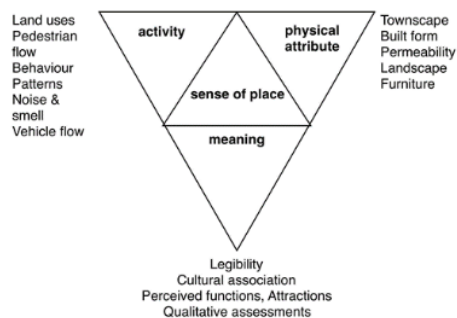 Land uses
Pedestrian
flow
Behaviour
Patterns
Noise &
smell
Vehicle flow
activity
physical
attribute
Townscape
Built form
Permeability
Landscape
Furniture
sense of place
meaning
Legibility
Cultural association
Perceived functions, Attractions
Qualitative assessments